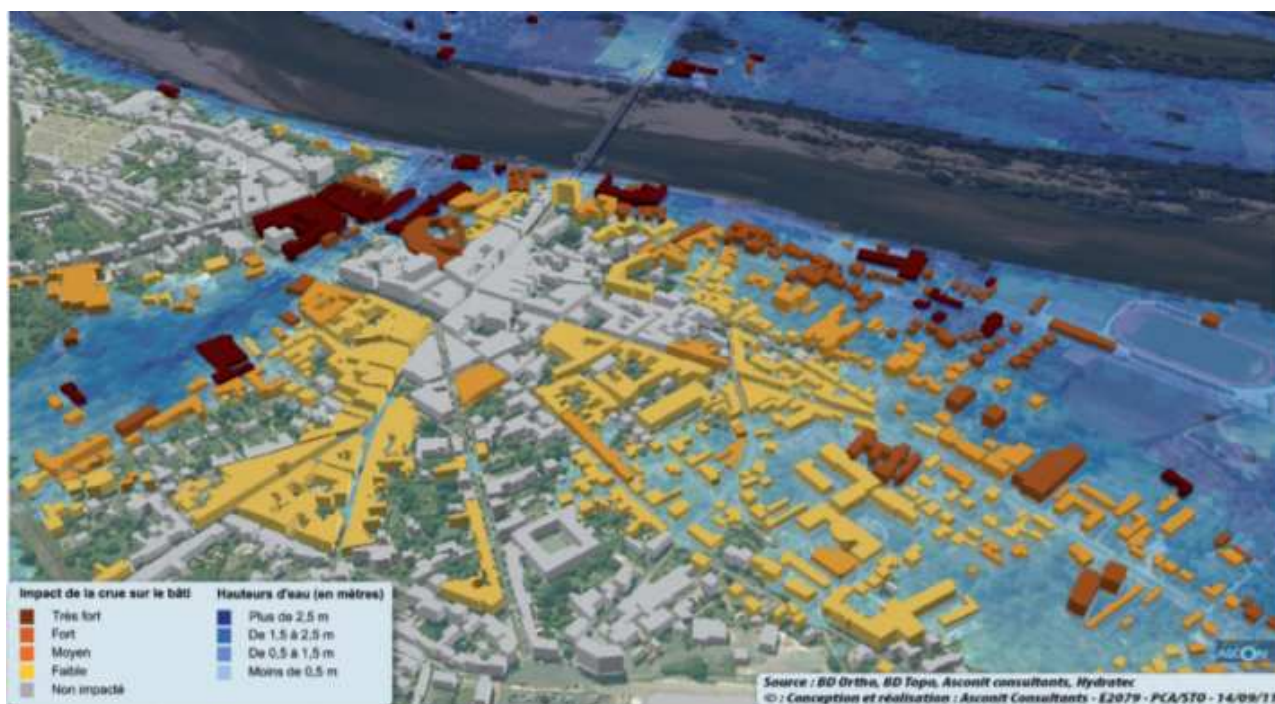 Impact de la crue sur le bâti
Très fort
Fort
Moyen
Faible
Non impacté
Hauteurs d'eau (en mètres)
Plus de 2,5 m
De 1,5 à 2,5 m
De 0,5 à 1,5 m
Moins de 0,5 m
ASCON
Source : BD Ortho, BD Topo, Asconit consultants, Hydratec
© : Conception et réalisation : Asconit Consultants - E2079 - PCA/STO - 14/09/11